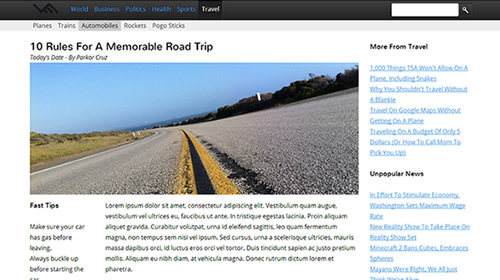 World Business Politics Health Sports Travel
Planes Trains Automobiles Rockets Pogo Sticks
10 Rules For A Memorable Road Trip
Today's Date - By Parker Cruz
Fast Tips
Make sure your
car has gas
before leaving.
Always buckle up
before starting the
Lorem ipsum dolor sit amet, consectetur adipiscing elit. Vestibulum quam augue,
vestibulum vel ultrices eu, faucibus ut ante. In tristique egestas lacinia. Proin aliquam
aliquet gravida. Curabitur volutpat, urna id eleifend sagittis, leo quam fermentum
magna, non tempus sem nisi vel ipsum. Sed cursus, urna a scelerisque ultricies, mauris
massa dapibus orci, id luctus eros orci vel tortor. Duis tincidunt sapien ac justo pretium
mollis. Aliquam eu nibh diam, at vehicula magna. Donec rutrum dictum lorem et
pharetra.
More From Travel
1,000 Things TSA Won't Allow On A
Plane, Including Snakes
Why You Shouldn't Travel Without
A Blankie
Travel On Google Maps Without
Getting On A Plane
Traveling On A Budget Of Only 5
Dollars (Or How To Call Mom To
Pick You Up)
Unpopular News
In Effort To Stimulate Economy,
Washington Sets Maximum Wage
Rate
New Reality Show To Take Place On
Reality Show Set
Minecraft 2 Bans Cubes, Embraces
Spheres
Mayans Were Right, We All Just